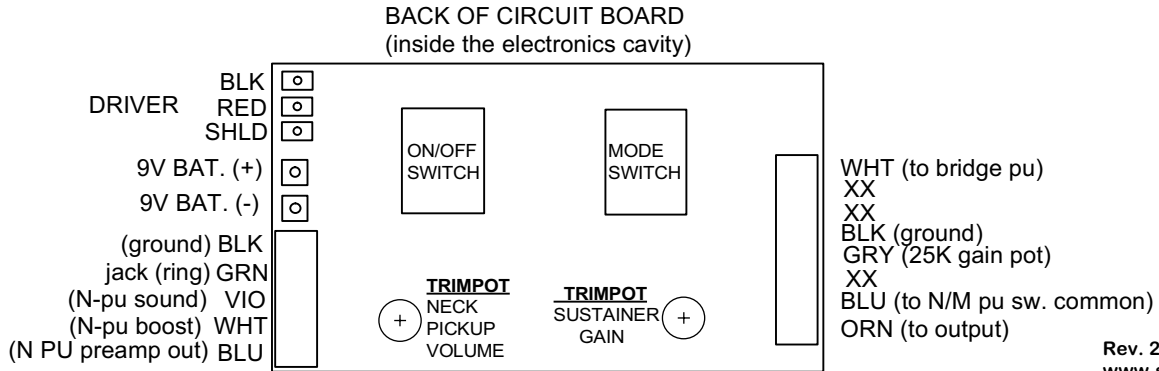 BACK OF CIRCUIT BOARD
(inside the electronics cavity)
DRIVER
BLK
RED
SHLD
9V BAT. (+)
9V BAT. (-)
(ground) BLK
jack (ring) GRN
(N-pu sound) VIO
(N-pu boost) WHT
(N PU preamp out) BLU
ON/OFF
SWITCH
MODE
SWITCH
TRIMPOT
NECK
PICKUP
VOLUME
TRIMPOT
SUSTAINER
GAIN
WHT (to bridge pu)
XX
XX
BLK (ground)
GRY (25K gain pot)
XX
BLU (to N/M pu sw. common)
ORN (to output)
Rev. 2